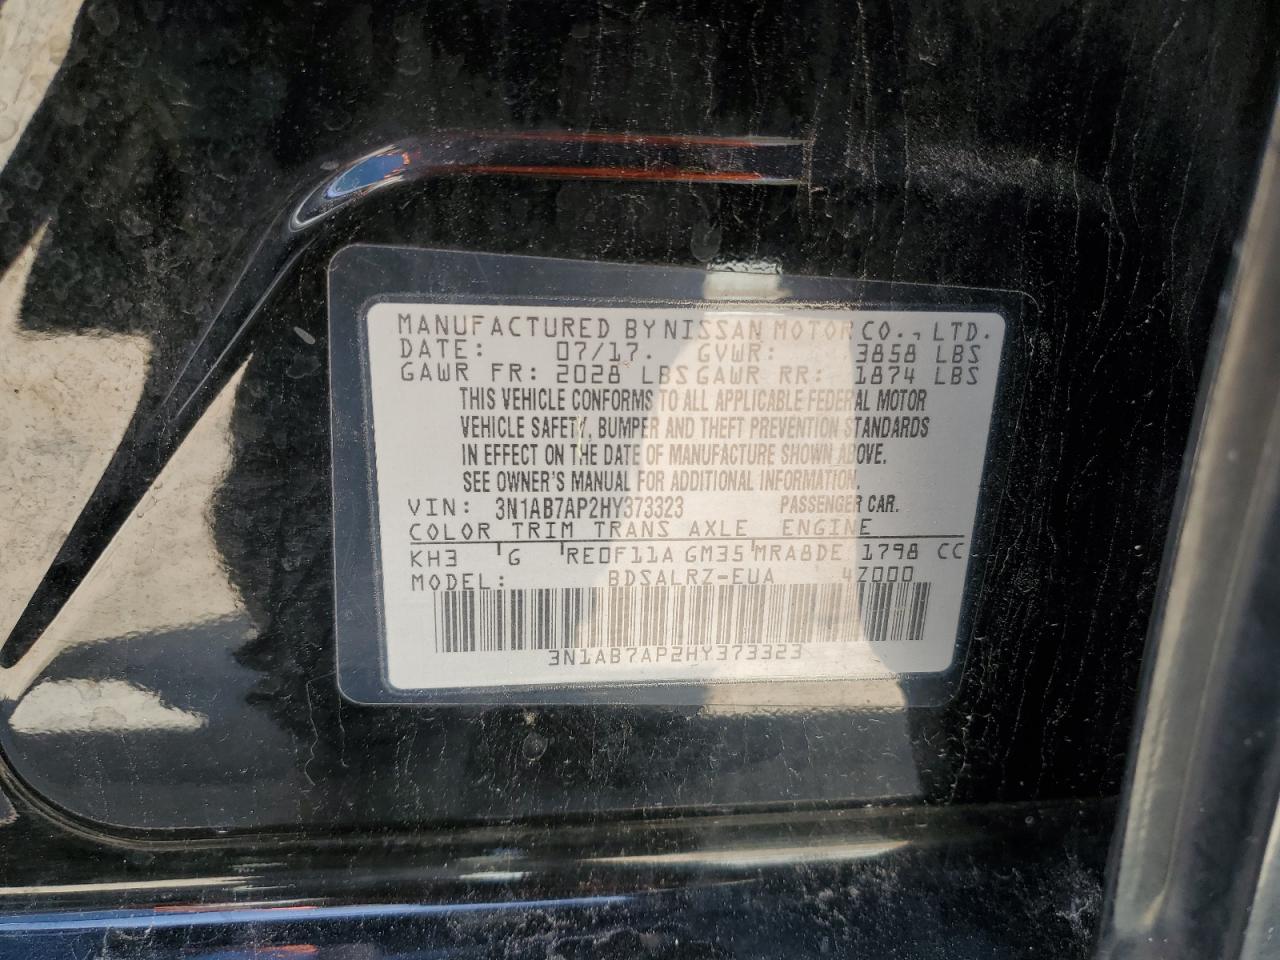 MANUFACTURED BY NISSAN MOTOR CO., LTD.
DATE: 07/17. GVWR: 3858 LBS
GAWR FR: 2028 LBS GAWR RR: 1874 LBS
THIS VEHICLE CONFORMS TO ALL APPLICABLE FEDERAL MOTOR
VEHICLE SAFETY, BUMPER AND THEFT PREVENTION STANDARDS
IN EFFECT ON THE DATE OF MANUFACTURE SHOWN ABOVE.
SEE OWNER'S MANUAL FOR ADDITIONAL INFORMATION.
VIN: 3N1AB7AP2HY373323 PASSENGER CAR.
COLOR TRIM TRANS AXLE ENGINE
KH3 G RE0F11A GM35 MRA8DE 1798 CC
MODEL: BDSALRZ-EUA 4Z000
3N1AB7AP2HY373323